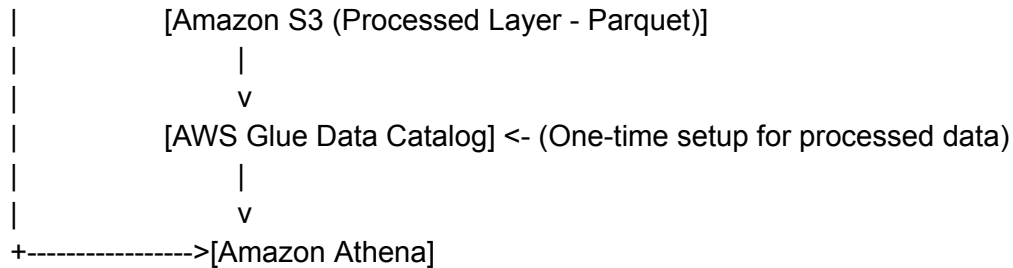 |                 [Amazon S3 (Processed Layer - Parquet)]
|                          |
|                          v
|                 [AWS Glue Data Catalog] <- (One-time setup for processed data)
|                          |
|                          v
+----------------->[Amazon Athena]